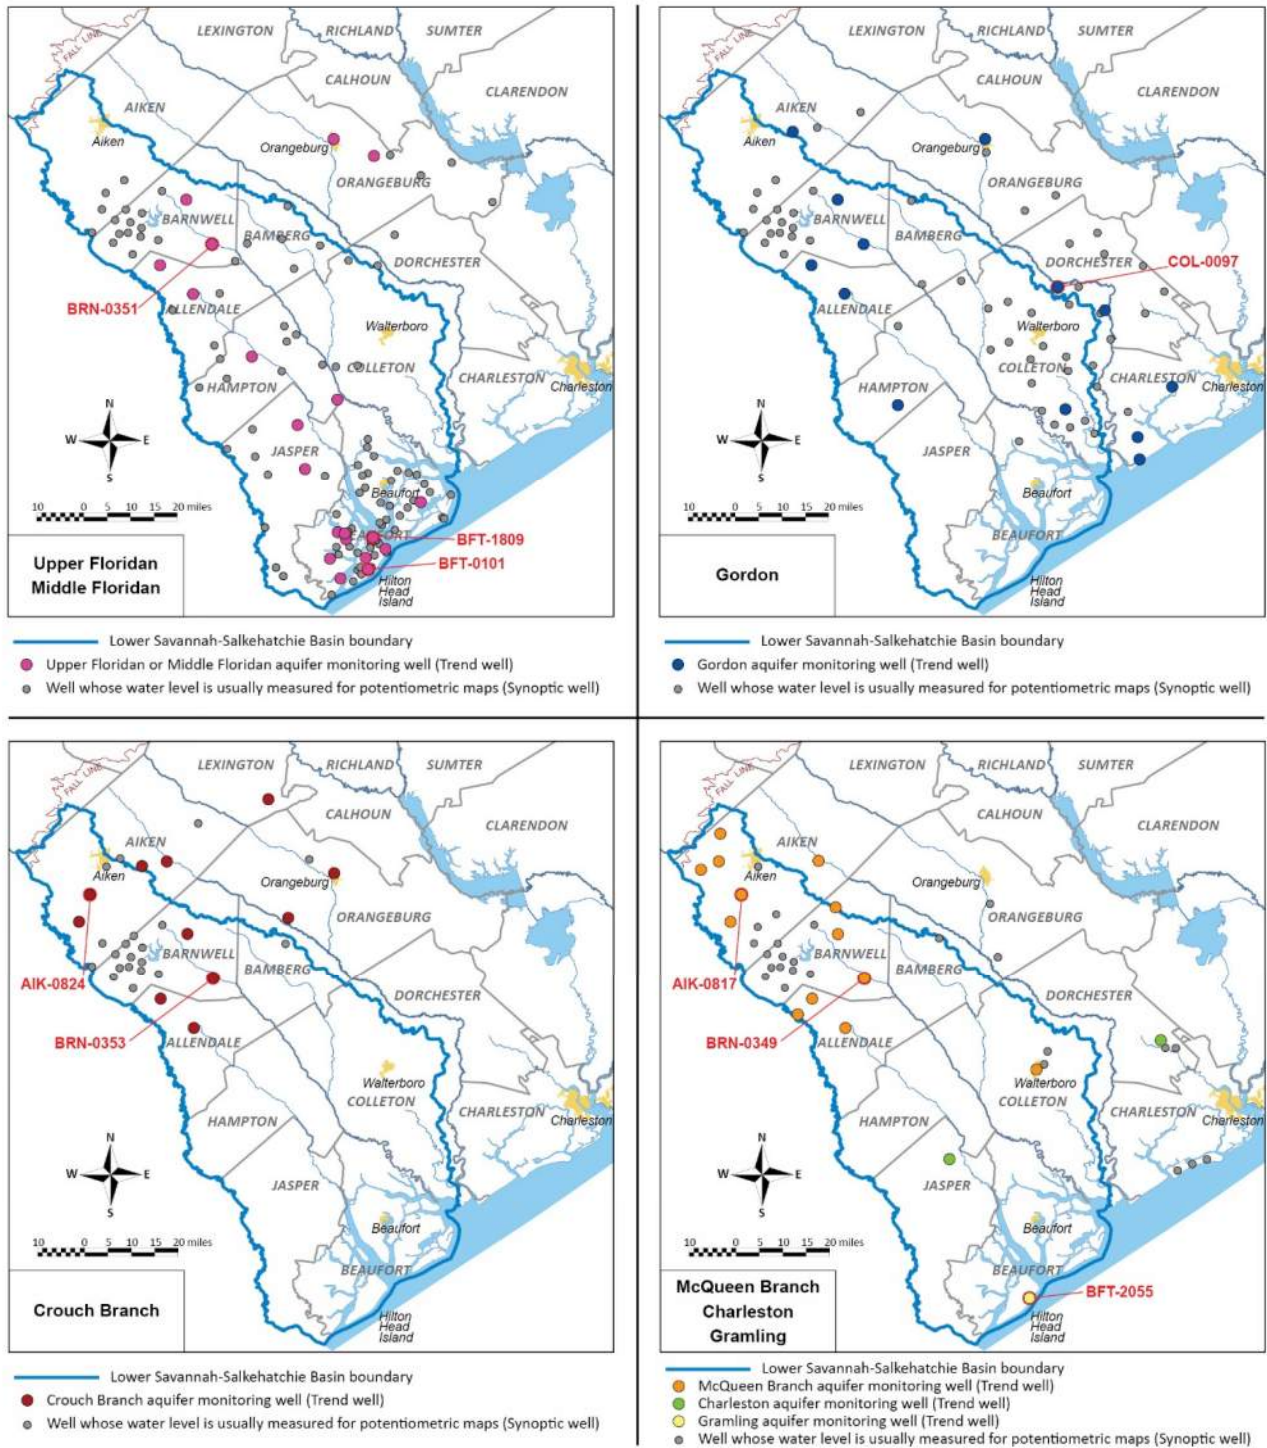 FALL LINE
LEXINGTON
RICHLAND
SUMTER
CALHOUN
CLARENDON
AIKEN
Aiken
Orangeburg
ORANGEBURG
BARNWELL
BAMBERG
DORCHESTER
BRN-0351
ALLENDALE
Walterboro
COLLETON
CHARLESTON
Charleston
HAMPTON
N
W E
S
JASPER
Beaufort
10 0 5 10 15 20 miles
BEAUFORT
BFT-1809
BFT-0101
Hilton
Head
Island
Upper Floridan
Middle Floridan
Lower Savannah-Salkehatchie Basin boundary
Upper Floridan or Middle Floridan aquifer monitoring well (Trend well)
Well whose water level is usually measured for potentiometric maps (Synoptic well)
FALL LINE
LEXINGTON
RICHLAND
SUMTER
CALHOUN
CLARENDON
AIKEN
Aiken
Orangeburg
ORANGEBURG
BARNWELL
BAMBERG
DORCHESTER
COL-0097
ALLENDALE
Walterboro
COLLETON
CHARLESTON
Charleston
HAMPTON
N
W E
S
JASPER
Beaufort
10 0 5 10 15 20 miles
BEAUFORT
Hilton
Head
Island
Gordon
Lower Savannah-Salkehatchie Basin boundary
Gordon aquifer monitoring well (Trend well)
Well whose water level is usually measured for potentiometric maps (Synoptic well)
FALL LINE
LEXINGTON
RICHLAND
SUMTER
CALHOUN
CLARENDON
AIKEN
Aiken
Orangeburg
ORANGEBURG
BARNWELL
BAMBERG
AIK-0824
DORCHESTER
BRN-0353
ALLENDALE
Walterboro
COLLETON
CHARLESTON
Charleston
HAMPTON
N
W E
S
JASPER
Beaufort
10 0 5 10 15 20 miles
BEAUFORT
Hilton
Head
Island
Crouch Branch
Lower Savannah-Salkehatchie Basin boundary
Crouch Branch aquifer monitoring well (Trend well)
Well whose water level is usually measured for potentiometric maps (Synoptic well)
FALL LINE
LEXINGTON
RICHLAND
SUMTER
CALHOUN
CLARENDON
AIKEN
Aiken
Orangeburg
ORANGEBURG
BARNWELL
BAMBERG
AIK-0817
DORCHESTER
BRN-0349
ALLENDALE
Walterboro
COLLETON
CHARLESTON
Charleston
HAMPTON
N
W E
S
JASPER
Beaufort
10 0 5 10 15 20 miles
BEAUFORT
BFT-2055
Hilton
Head
Island
McQueen Branch
Charleston
Gramling
Lower Savannah-Salkehatchie Basin boundary
McQueen Branch aquifer monitoring well (Trend well)
Charleston aquifer monitoring well (Trend well)
Gramling aquifer monitoring well (Trend well)
Well whose water level is usually measured for potentiometric maps (Synoptic well)